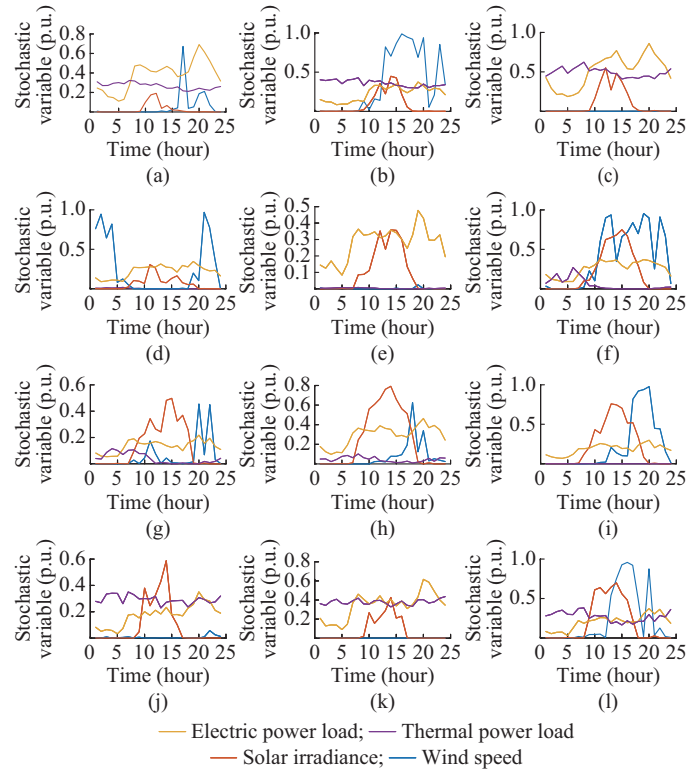 Stochastic variable (p.u.)
0.8
0.6
0.4
0.2
0 5 10 15 20 25
Time (hour)
(a)
Stochastic variable (p.u.)
1.0
0.5
0 5 10 15 20 25
Time (hour)
(b)
Stochastic variable (p.u.)
1.0
0.5
0 5 10 15 20 25
Time (hour)
(c)
Stochastic variable (p.u.)
1.0
0.5
0 5 10 15 20 25
Time (hour)
(d)
Stochastic variable (p.u.)
0.5
0.4
0.3
0.2
0.1
0 5 10 15 20 25
Time (hour)
(e)
Stochastic variable (p.u.)
1.0
0.5
0 5 10 15 20 25
Time (hour)
(f)
Stochastic variable (p.u.)
0.6
0.4
0.2
0 5 10 15 20 25
Time (hour)
(g)
Stochastic variable (p.u.)
0.8
0.6
0.4
0.2
0 5 10 15 20 25
Time (hour)
(h)
Stochastic variable (p.u.)
1.0
0.5
0 5 10 15 20 25
Time (hour)
(i)
Stochastic variable (p.u.)
0.6
0.4
0.2
0 5 10 15 20 25
Time (hour)
(j)
Stochastic variable (p.u.)
0.8
0.6
0.4
0.2
0 5 10 15 20 25
Time (hour)
(k)
Stochastic variable (p.u.)
1.0
0.5
0 5 10 15 20 25
Time (hour)
(l)
Electric power load; Thermal power load
Solar irradiance; Wind speed